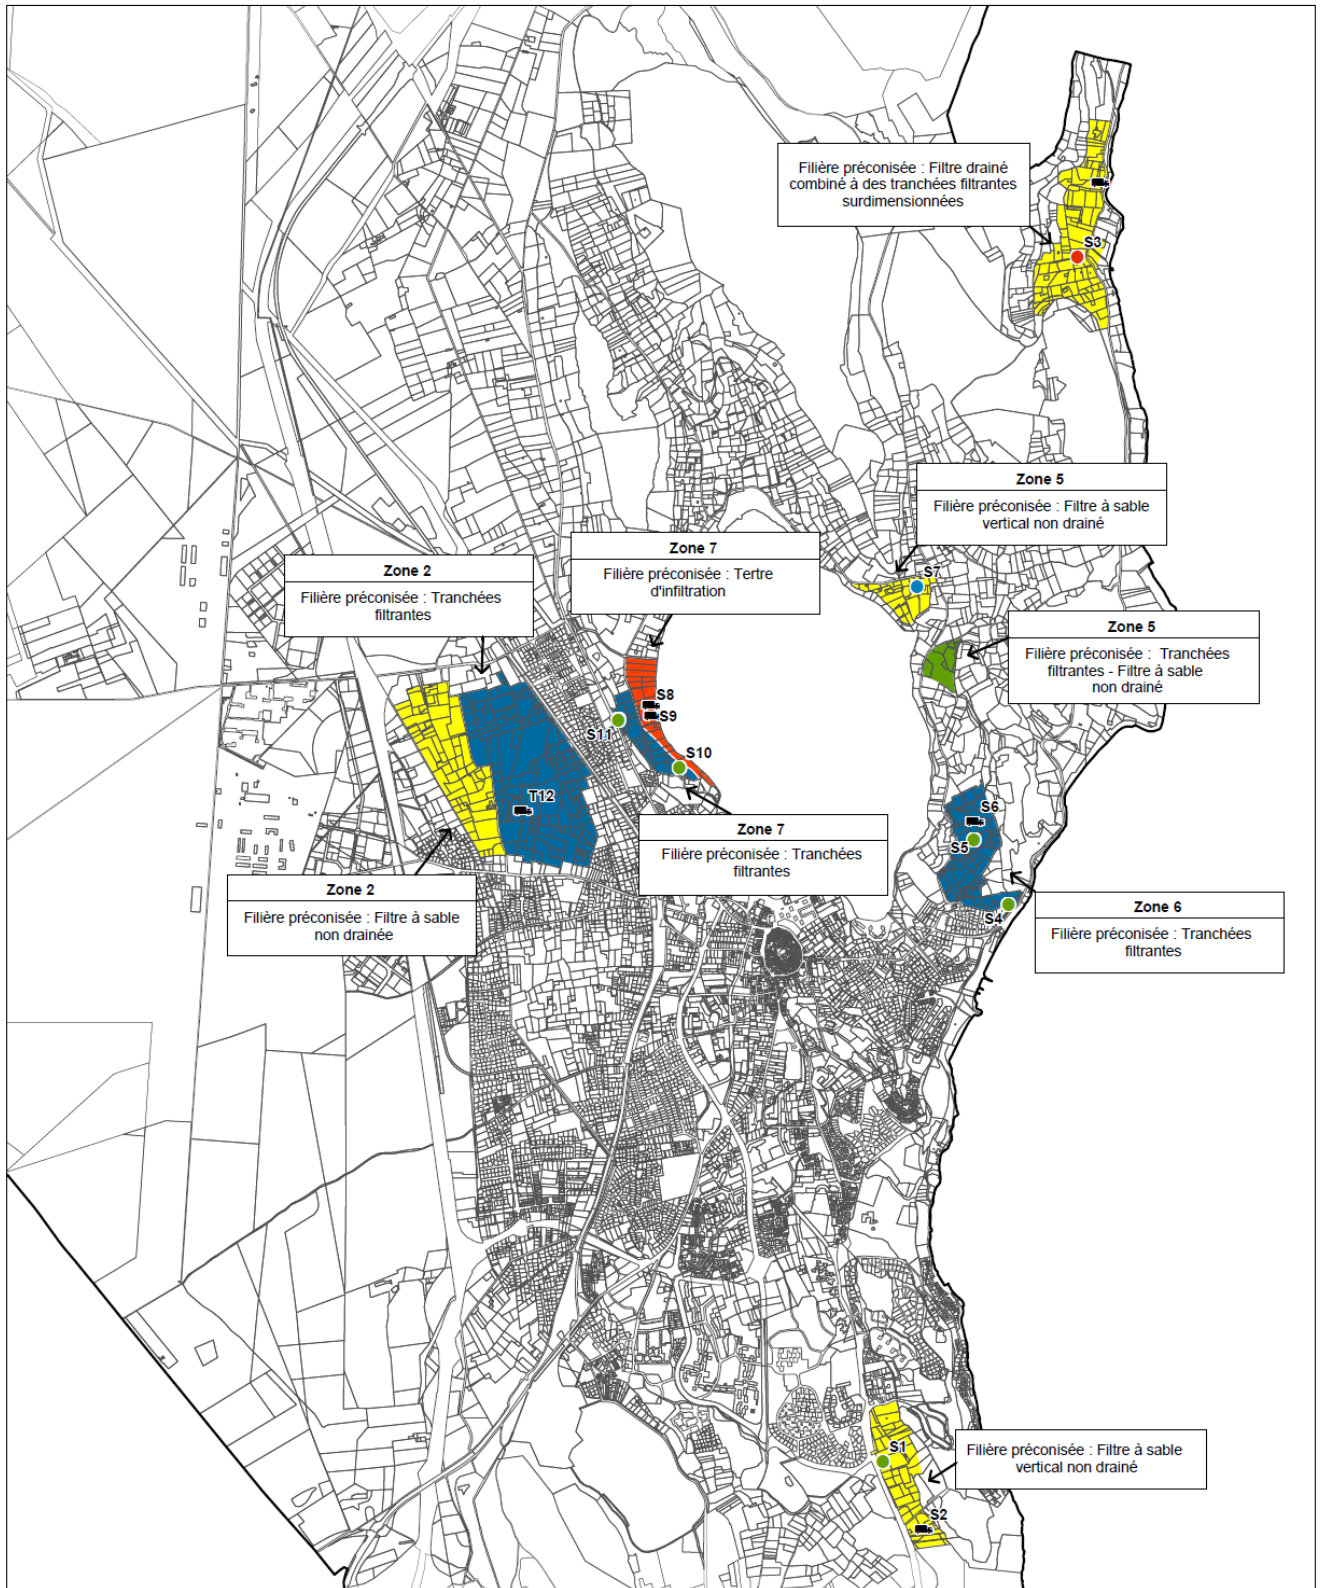 Filière préconisée : Filtre drainé
combiné à des tranchées filtrantes
surdimensionnées
S3
Zone 5
Filière préconisée : Filtre à sable
vertical non drainé
S7
Zone 7
Filière préconisée : Tertre
d'infiltration
Zone 2
Filière préconisée : Tranchées
filtrantes
Zone 5
Filière préconisée : Tranchées
filtrantes - Filtre à sable
non drainé
S8
S9
S11
S10
T12
S6
S5
S4
Zone 7
Filière préconisée : Tranchées
filtrantes
Zone 2
Filière préconisée : Filtre à sable
non drainée
Zone 6
Filière préconisée : Tranchées
filtrantes
S1
Filière préconisée : Filtre à sable
vertical non drainé
S2